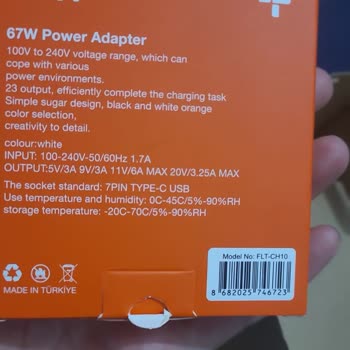 67W Power Adapter
100V to 240V voltage range, which can
cope with various
power environments.
23 output, efficiently complete the charging task
Simple sugar design, black and white orange
color selection,
creativity to detail.
colour:white
INPUT: 100-240V-50/60Hz 1.7A
OUTPUT:5V/3A 9V/3A 11V/6A MAX 20V/3.25A MAX
The socket standard: 7PIN TYPE-C USB
Use temperature and humidity: 0C-45C/5%-90%RH
storage temperature: -20C-70C/5%-90%RH
Model No: FLT-CH10
8 682025 746723
MADE IN TÜRKİYE